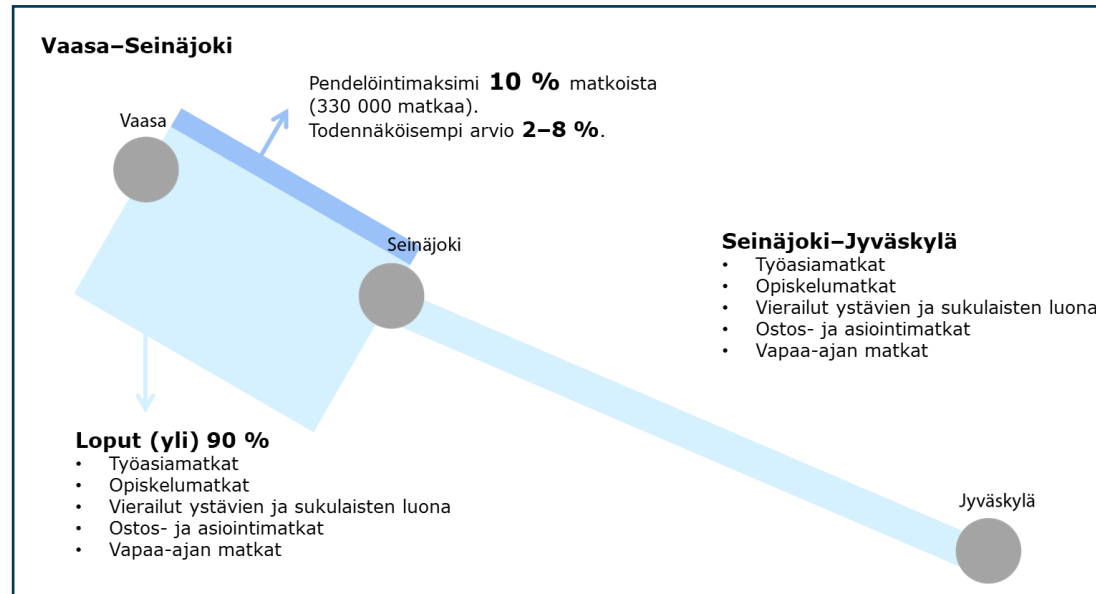 Vaasa–Seinäjoki
Pendelöintimaksimi 10 % matkoista
(330 000 matkaa).
Todennäköisempi arvio 2–8 %.
Vaasa
Seinäjoki
Seinäjoki–Jyväskylä
• Työasiamatkat
• Opiskelumatkat
• Vierailut ystävien ja sukulaisten luona
• Ostos- ja asiointimatkat
• Vapaa-ajan matkat
Loput (yli) 90 %
• Työasiamatkat
• Opiskelumatkat
• Vierailut ystävien ja sukulaisten luona
• Ostos- ja asiointimatkat
• Vapaa-ajan matkat
Jyväskylä